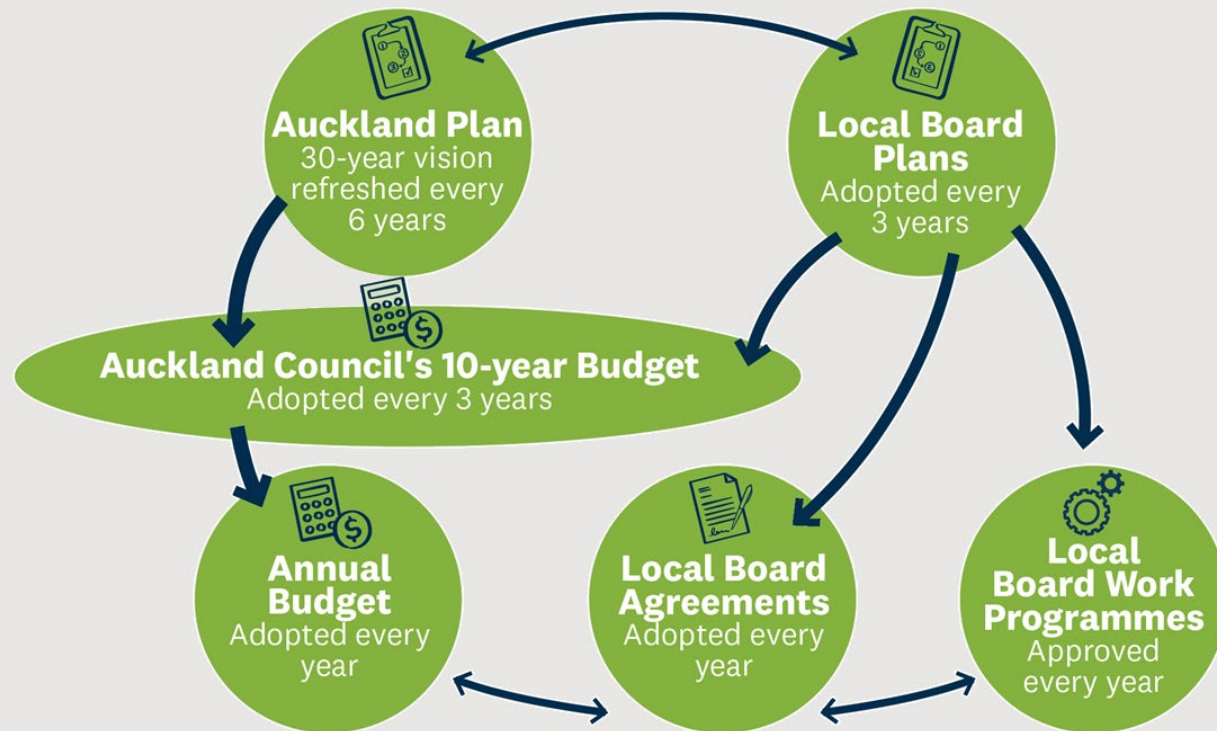 Auckland Plan
30-year vision
refreshed every
6 years
Local Board
Plans
Adopted every
3 years
Auckland Council's 10-year Budget
Adopted every 3 years
Annual
Budget
Adopted every
year
Local Board
Agreements
Adopted every
year
Local
Board Work
Programmes
Approved
every year